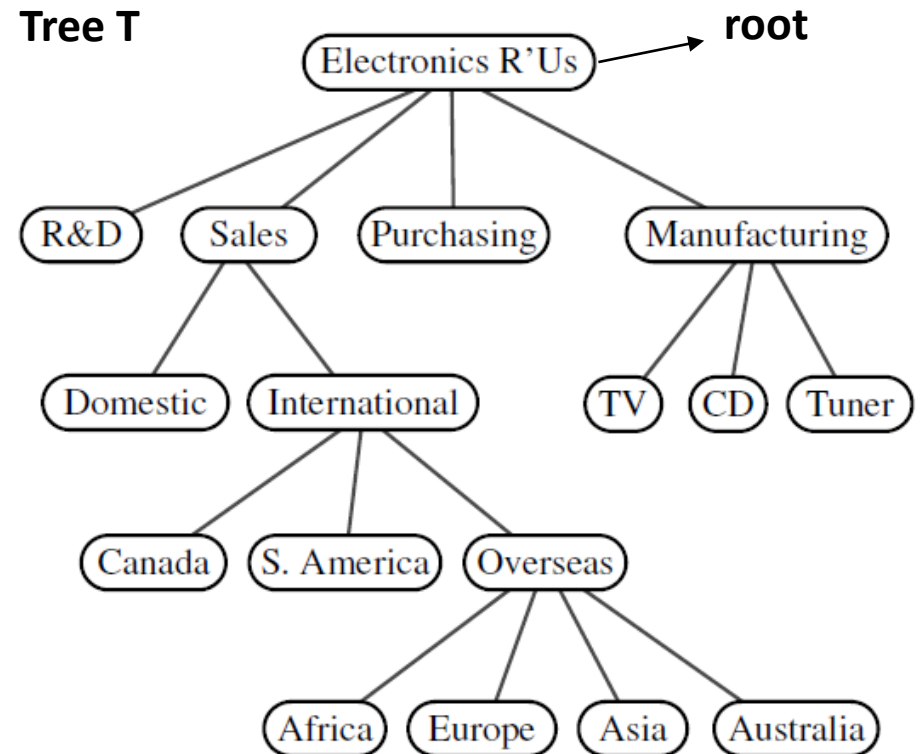 Tree T
root
Electronics R’Us
R&D Sales Purchasing Manufacturing
Domestic International TV CD Tuner
Canada S. America Overseas
Africa Europe Asia Australia